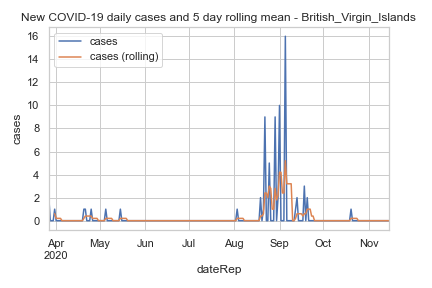 New COVID-19 daily cases and 5 day rolling mean - British_Virgin_Islands
cases
cases (rolling)
16
14
12
10
8
6
4
2
0
cases
Apr
2020
May
Jun
Jul
Aug
Sep
Oct
Nov
dateRep